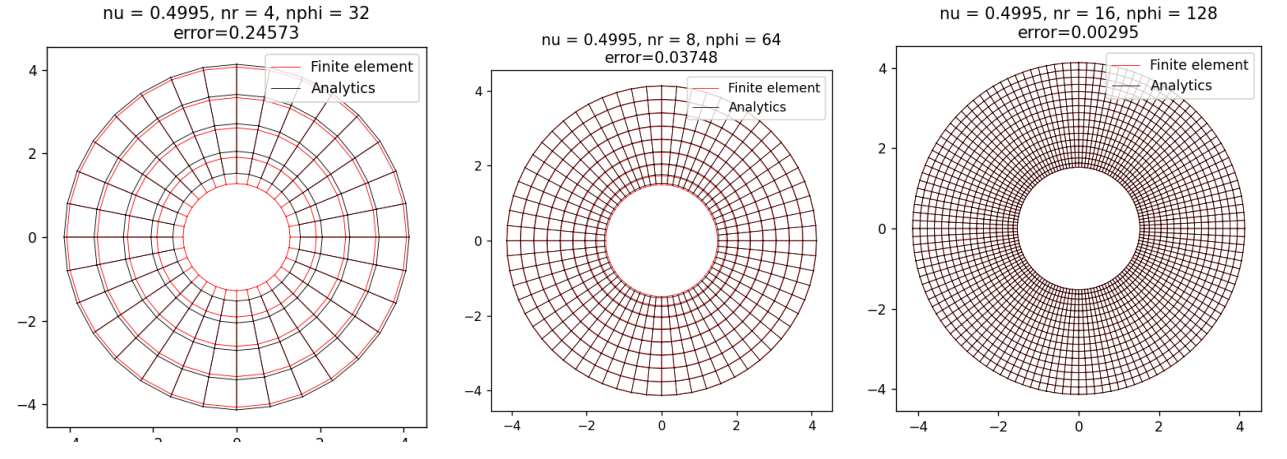 nu = 0.4995, nr = 4, nphi = 32
error=0.24573
Finite element
Analytics
4
2
0
−2
−4
−4
−2
0
2
4
nu = 0.4995, nr = 8, nphi = 64
error=0.03748
Finite element
Analytics
4
2
0
−2
−4
−4
−2
0
2
4
nu = 0.4995, nr = 16, nphi = 128
error=0.00295
Finite element
Analytics
4
2
0
−2
−4
−4
−2
0
2
4